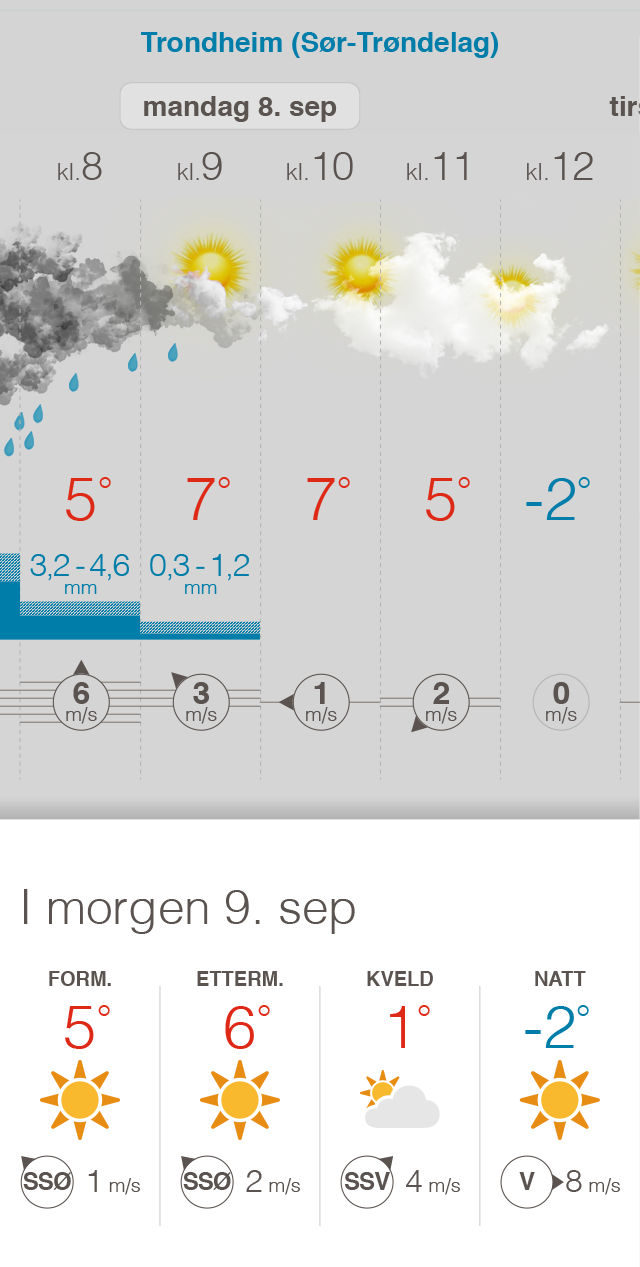 Trondheim (Sør-Trøndelag)
mandag 8. sep
tirs
kl.8 kl.9 kl.10 kl.11 kl.12
5° 7° 7° 5° -2°
3,2 - 4,6 0,3 - 1,2
mm mm
6 3 1 2 0
m/s m/s m/s m/s m/s
I morgen 9. sep
FORM. ETTERM. KVELD NATT
5° 6° 1° -2°
SSØ 1 m/s SSØ 2 m/s SSV 4 m/s V 8 m/s